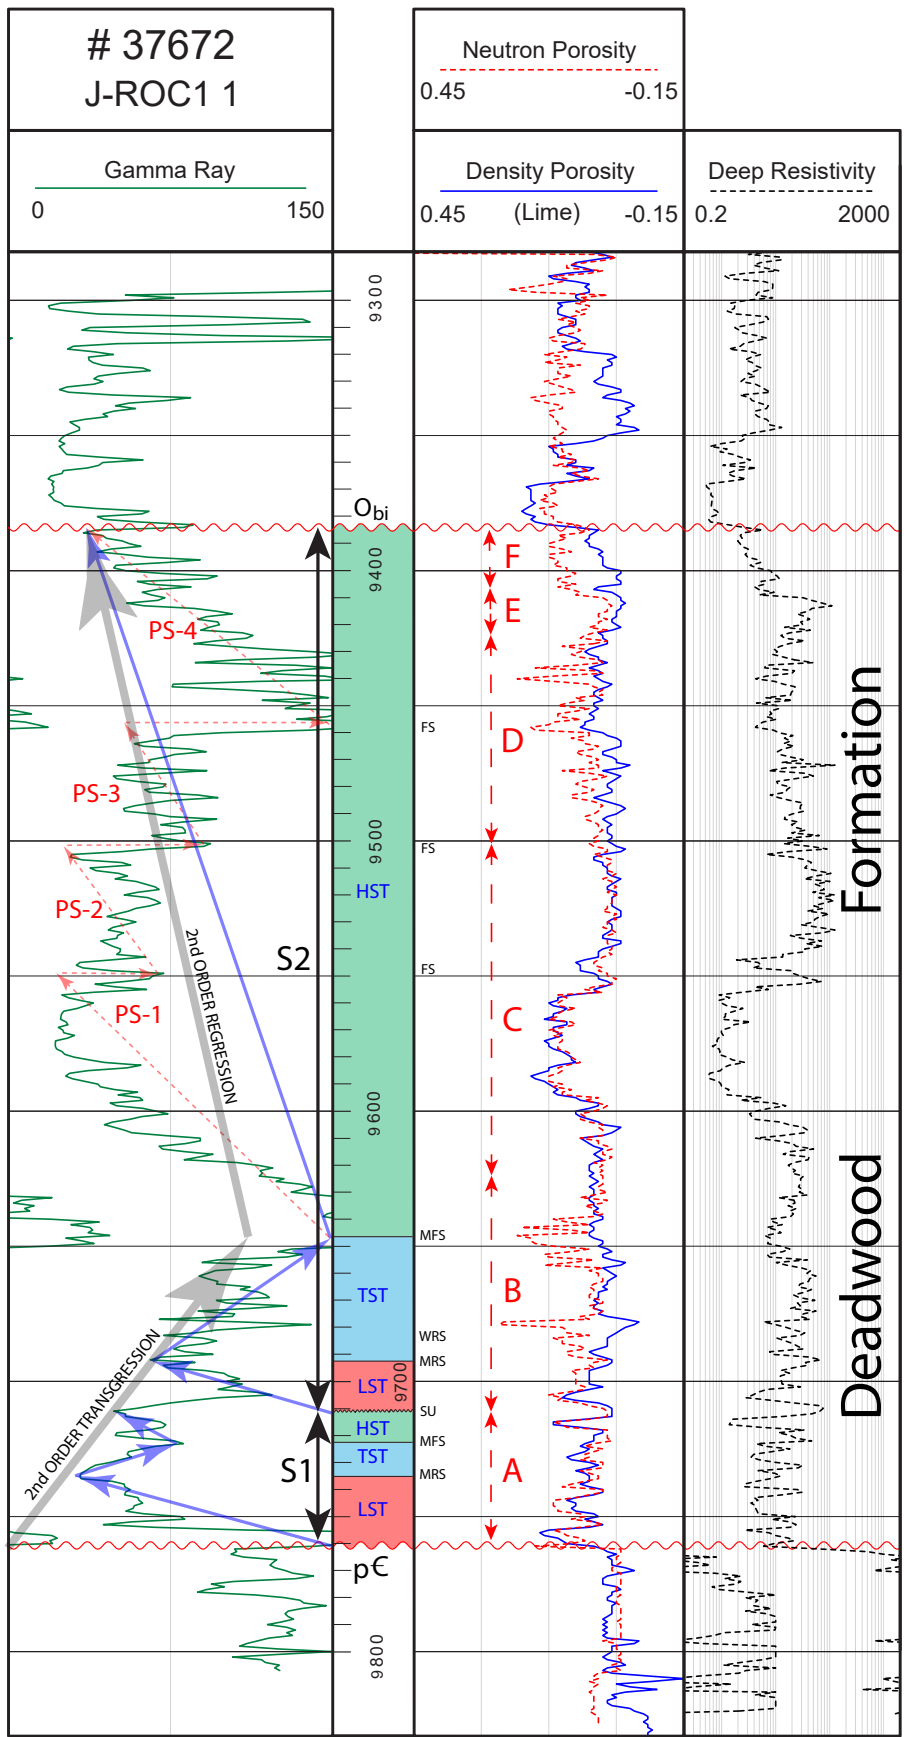 # 37672
J-ROC1 1
Neutron Porosity
0.45 -0.15
Gamma Ray
0 150
Density Porosity
0.45 (Lime) -0.15
Deep Resistivity
0.2 2000
9300
Obi
9400
F
E
PS-4
FS
D
PS-3
9500
FS
HST
PS-2
S2
2nd ORDER REGRESSION
FS
PS-1
C
9600
Formation
Deadwood
MFS
B
TST
WRS
MRS
2nd ORDER TRANSGRESSION
LST
9700
SU
HST
MFS
TST
S1
A
MRS
LST
p€
9800